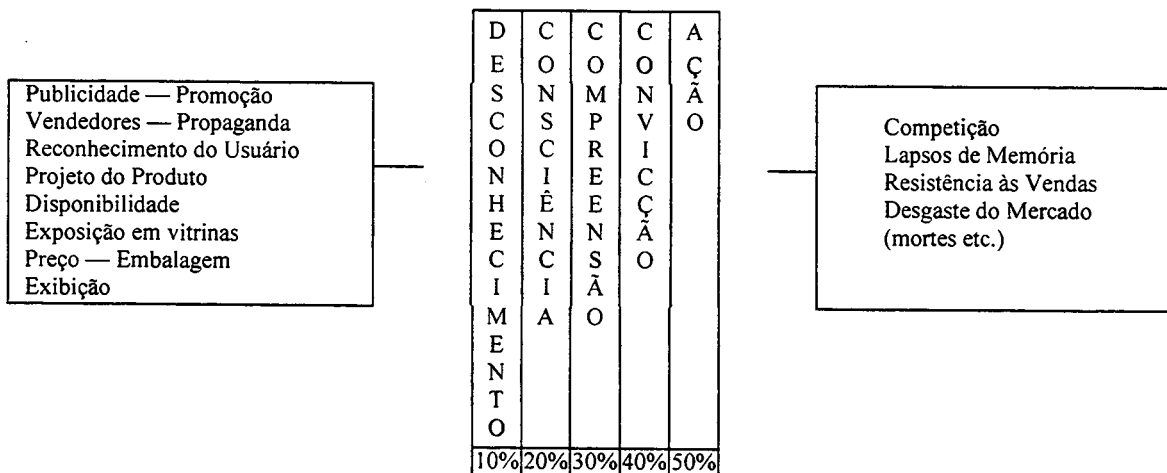 Publicidade — Promoção
Vendedores — Propaganda
Reconhecimento do Usuário
Projeto do Produto
Disponibilidade
Exposição em vitrinas
Preço — Embalagem
Exibição
DESCONHECIMENTO
CONSCIÊNCIA
COMPREENSÃO
CONVICÇÃO
AÇÃO
10% 20% 30% 40% 50%
Competição
Lapsos de Memória
Resistência às Vendas
Desgaste do Mercado
(mortes etc.)